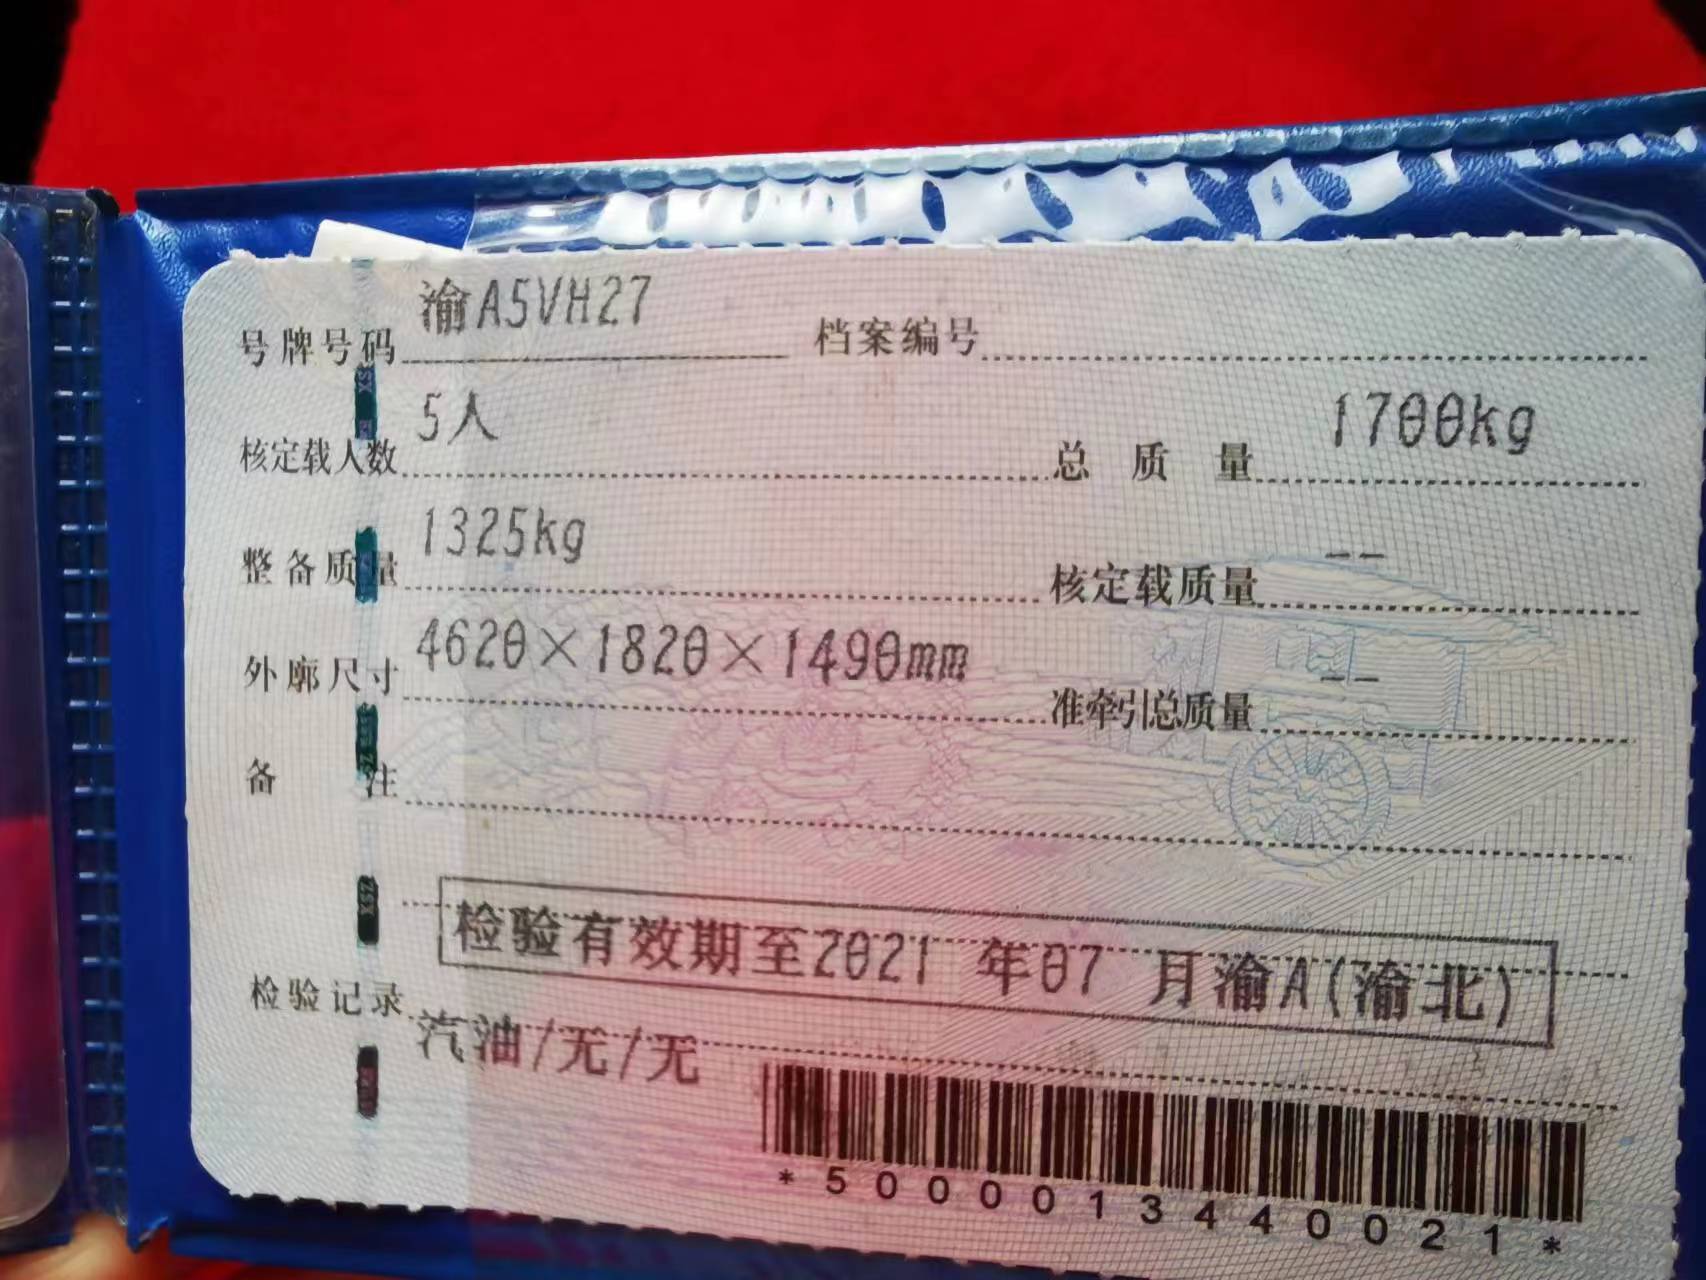 号牌号码 渝A5VH27 档案编号
核定载人数 5人 总质量 1700kg
整备质量 1325kg 核定载质量 --
外廓尺寸 4620×1820×1490mm 准牵引总质量 --
备注
检验有效期至2021年07月渝A(渝北)
检验记录
汽油/无/无
*5000013440021*